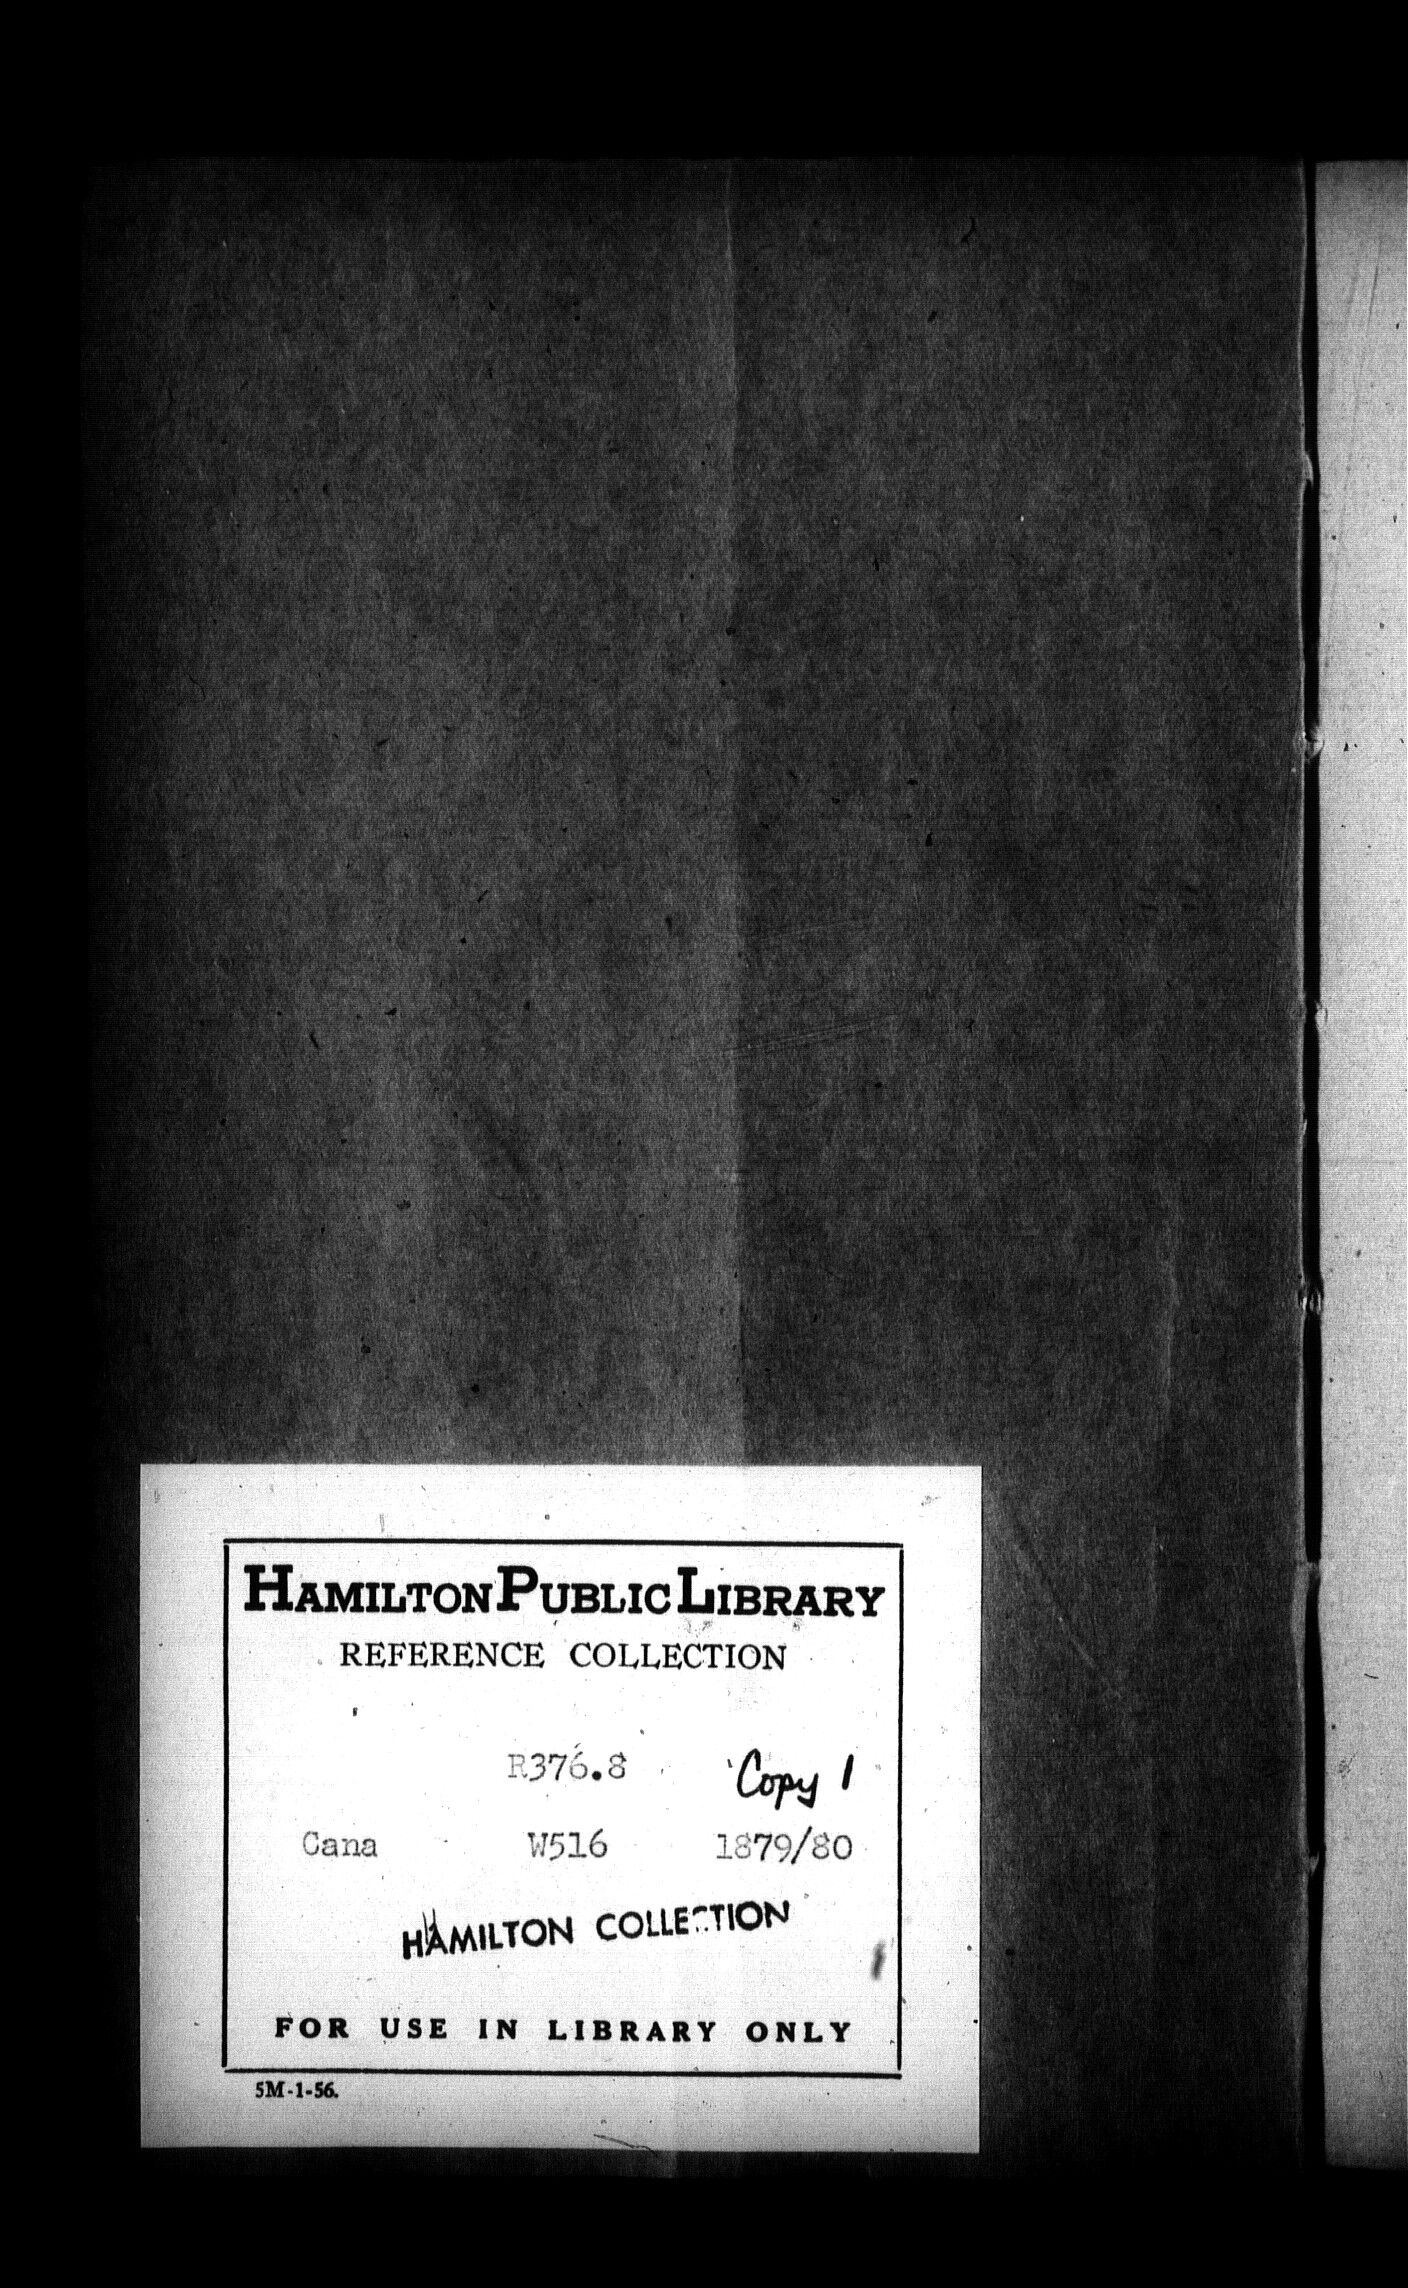 HAMILTON PUBLIC LIBRARY
REFERENCE COLLECTION
R376.8 Copy 1
Cana W516 1879/80
HAMILTON COLLECTION
FOR USE IN LIBRARY ONLY
5M-1-56.